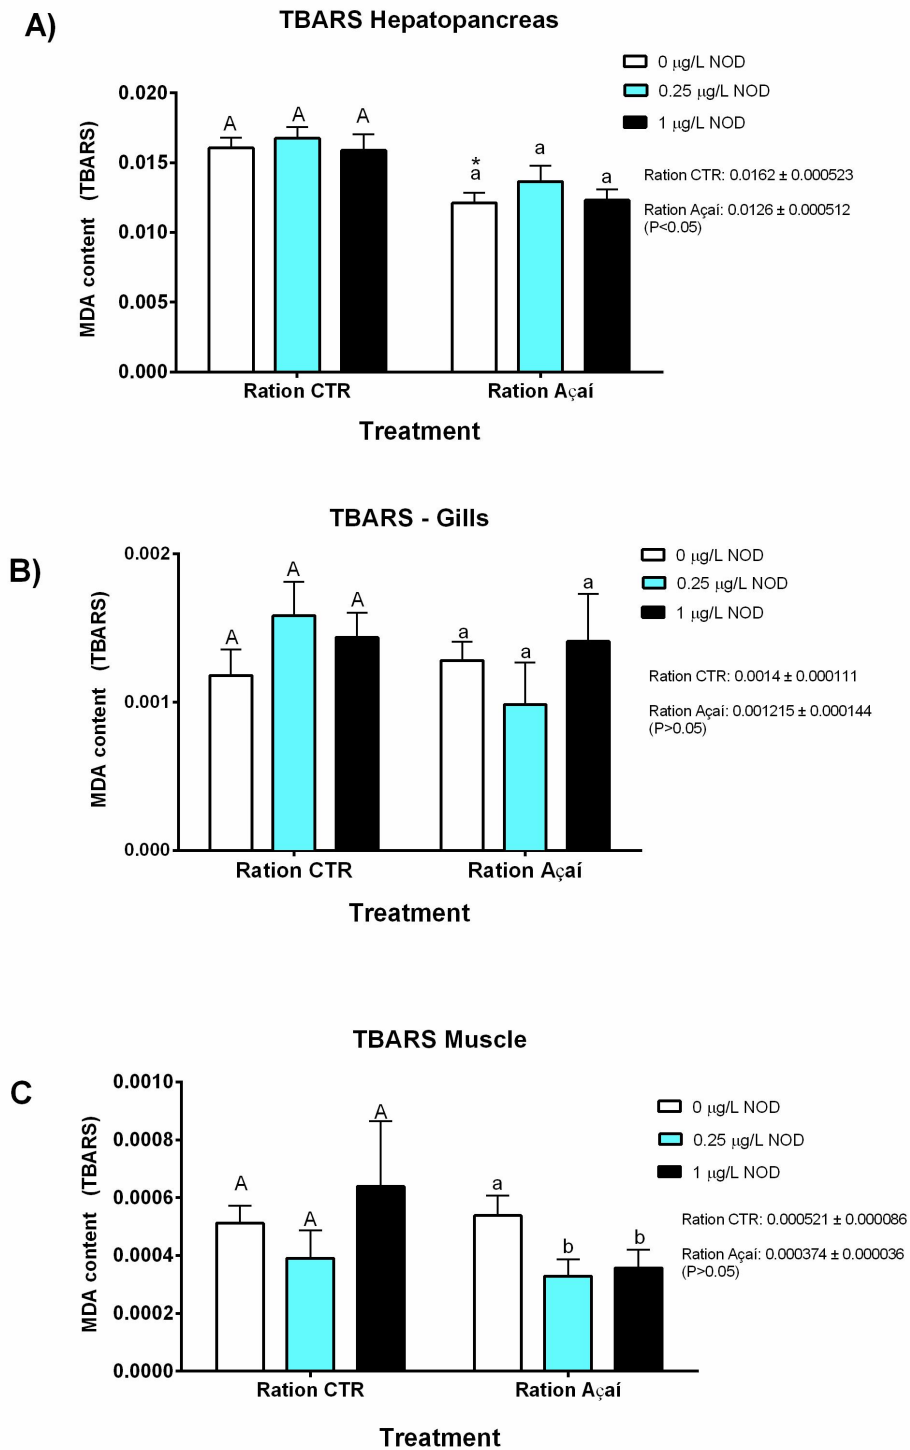 A)
TBARS Hepatopancreas
0 µg/L NOD
0.25 µg/L NOD
1 µg/L NOD
MDA content (TBARS)
0.020
0.015
0.010
0.005
0.000
A
A
A
*
a
a
a
Ration CTR: 0.0162 ± 0.000523
Ration Açaí: 0.0126 ± 0.000512
(P<0.05)
Ration CTR
Ration Açaí
Treatment
B)
TBARS - Gills
0 µg/L NOD
0.25 µg/L NOD
1 µg/L NOD
MDA content (TBARS)
0.002
0.001
0.000
A
A
A
a
a
a
Ration CTR: 0.0014 ± 0.000111
Ration Açaí: 0.001215 ± 0.000144
(P>0.05)
Ration CTR
Ration Açaí
Treatment
C
TBARS Muscle
0 µg/L NOD
0.25 µg/L NOD
1 µg/L NOD
MDA content (TBARS)
0.0010
0.0008
0.0006
0.0004
0.0002
0.0000
A
A
A
a
b
b
Ration CTR: 0.000521 ± 0.000086
Ration Açaí: 0.000374 ± 0.000036
(P>0.05)
Ration CTR
Ration Açaí
Treatment